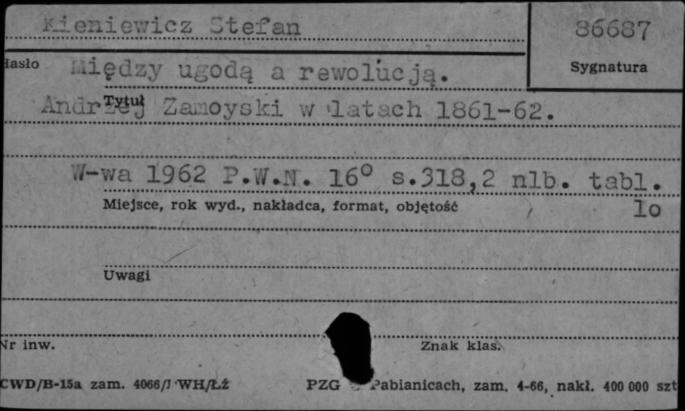 Kieniewicz Stefan
86687
Hasło
Sygnatura
Między ugodą a rewolucją.
Tytuł
Andrzej Zamoyski w latach 1861-62.
W-wa 1962 P.W.N. 16° s.318,2 nlb. tabl.
Miejsce, rok wyd., nakładca, format, objętość
10
Uwagi
Nr inw.
Znak klas.
CWD/B-15a zam. 4066/J WH/ŁŹ
PZG Pabianicach, zam. 4-66, nakł. 400 000 szt